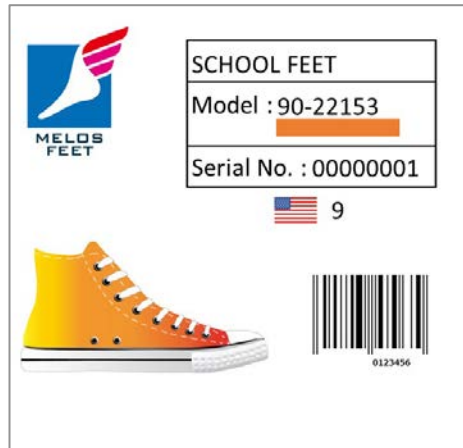 MELOS
FEET
SCHOOL FEET
Model : 90-22153
Serial No. : 00000001
9
0123456